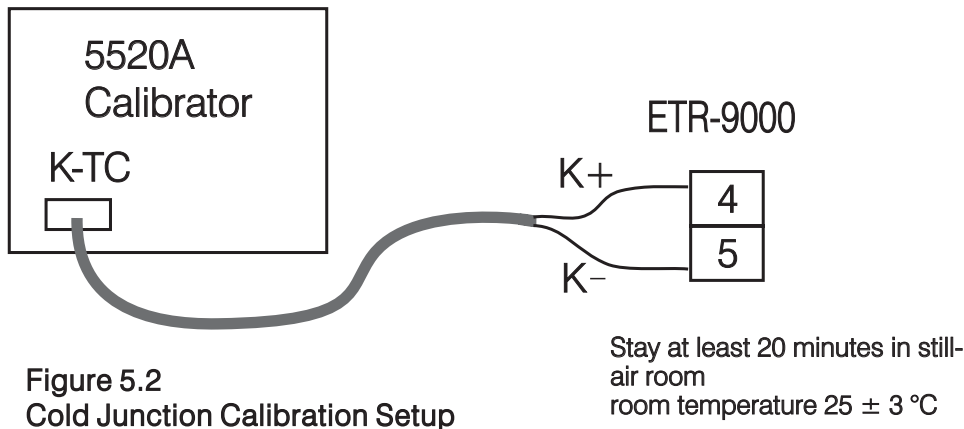 5520A
Calibrator
K-TC
ETR-9000
K+
4
5
K-
Stay at least 20 minutes in still-
air room
room temperature 25 ± 3 °C
Figure 5.2
Cold Junction Calibration Setup